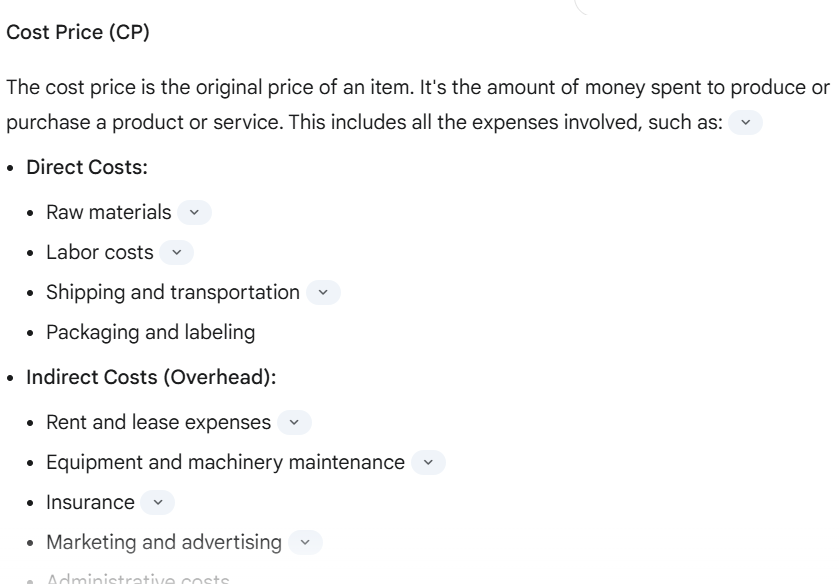 Cost Price (CP)
The cost price is the original price of an item. It's the amount of money spent to produce or
purchase a product or service. This includes all the expenses involved, such as:
• Direct Costs:
• Raw materials
• Labor costs
• Shipping and transportation
• Packaging and labeling
• Indirect Costs (Overhead):
• Rent and lease expenses
• Equipment and machinery maintenance
• Insurance
• Marketing and advertising
• Administrative costs